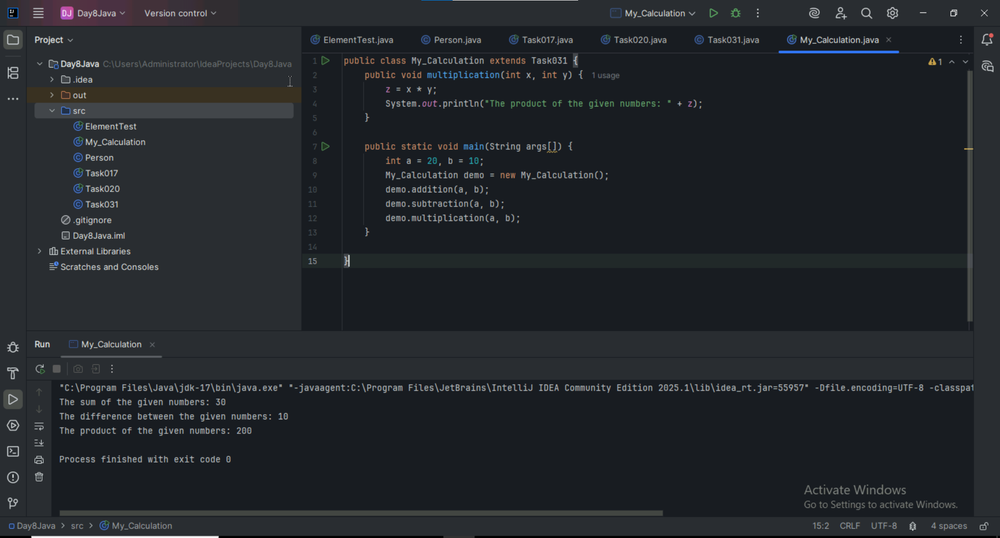 DJ Day8Java
Version control
My_Calculation
Project
ElementTest.java
Person.java
Task017.java
Task020.java
Task031.java
My_Calculation.java
Day8Java C:\Users\Administrator\IdeaProjects\Day8Java
.idea
out
src
ElementTest
My_Calculation
Person
Task017
Task020
Task031
.gitignore
Day8Java.iml
External Libraries
Scratches and Consoles
1 public class My_Calculation extends Task031 {
2 public void multiplication(int x, int y) { 1 usage
3 z = x * y;
4 System.out.println("The product of the given numbers: " + z);
5 }
6
7 public static void main(String args[]) {
8 int a = 20, b = 10;
9 My_Calculation demo = new My_Calculation();
10 demo.addition(a, b);
11 demo.subtraction(a, b);
12 demo.multiplication(a, b);
13 }
14
15 }
1
Run
My_Calculation
"C:\Program Files\Java\jdk-17\bin\java.exe" "-javaagent:C:\Program Files\JetBrains\IntelliJ IDEA Community Edition 2025.1\lib\idea_rt.jar=55957" -Dfile.encoding=UTF-8 -classpat
The sum of the given numbers: 30
The difference between the given numbers: 10
The product of the given numbers: 200
Process finished with exit code 0
Activate Windows
Go to Settings to activate Windows.
Day8Java > src > My_Calculation
15:2 CRLF UTF-8 4 spaces